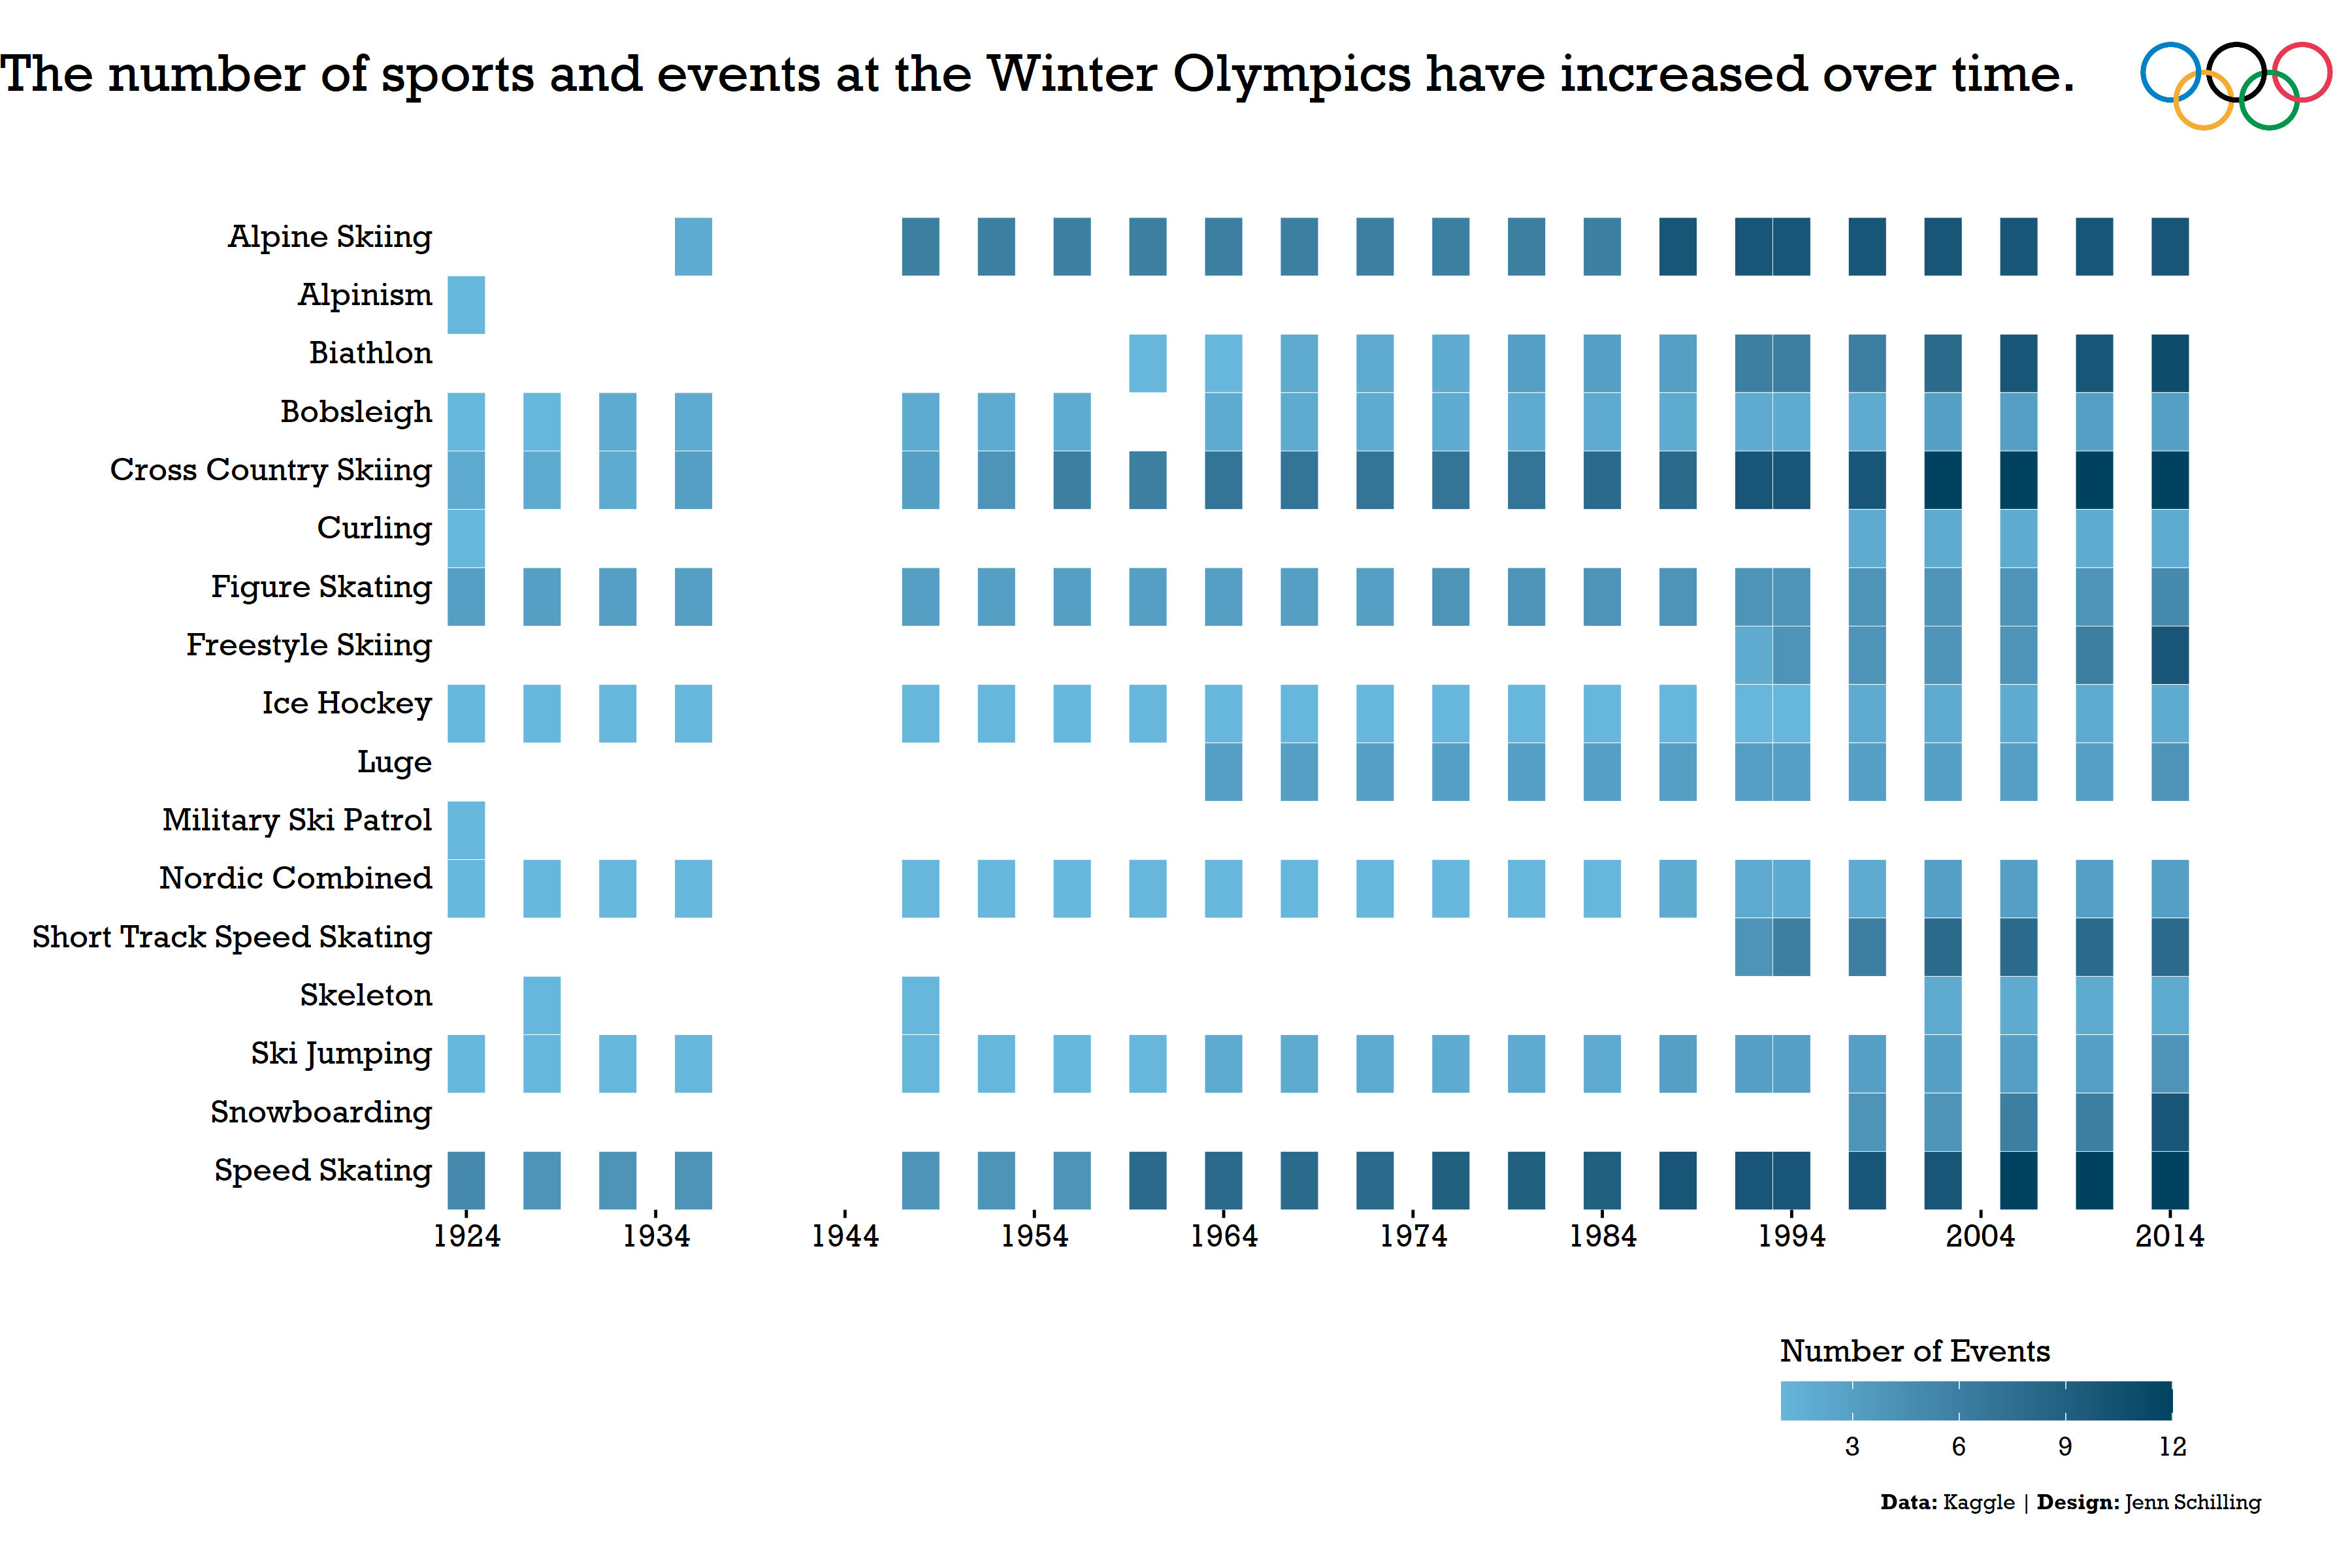 The number of sports and events at the Winter Olympics have increased over time.
Alpine Skiing
Alpinism
Biathlon
Bobsleigh
Cross Country Skiing
Curling
Figure Skating
Freestyle Skiing
Ice Hockey
Luge
Military Ski Patrol
Nordic Combined
Short Track Speed Skating
Skeleton
Ski Jumping
Snowboarding
Speed Skating
1924 1934 1944 1954 1964 1974 1984 1994 2004 2014
Number of Events
3 6 9 12
Data: Kaggle | Design: Jenn Schilling